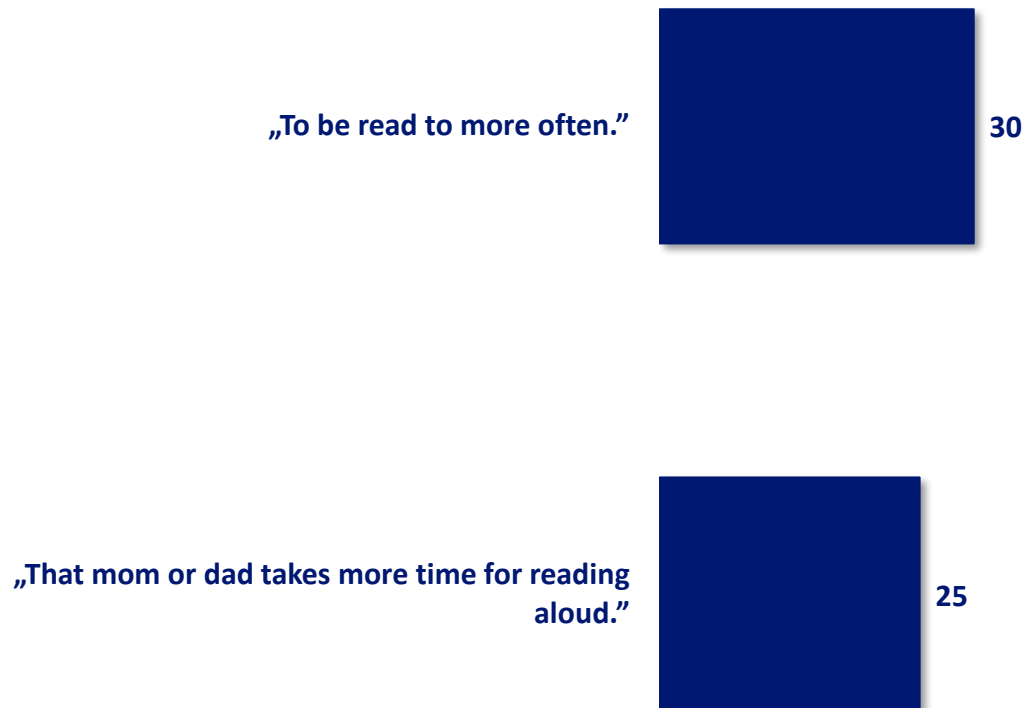 „To be read to more often.”
30
„That mom or dad takes more time for reading
aloud.”
25